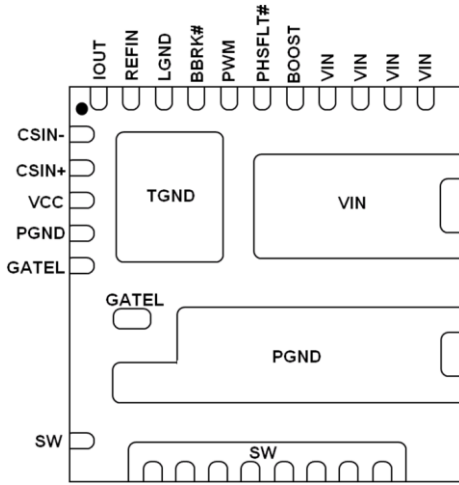 IOUT
REFIN
LGND
BBRK#
PWM
PHSFLT#
BOOST
VIN
VIN
VIN
VIN
CSIN-
CSIN+
VCC
PGND
GATEL
TGND
VIN
GATEL
PGND
SW
SW